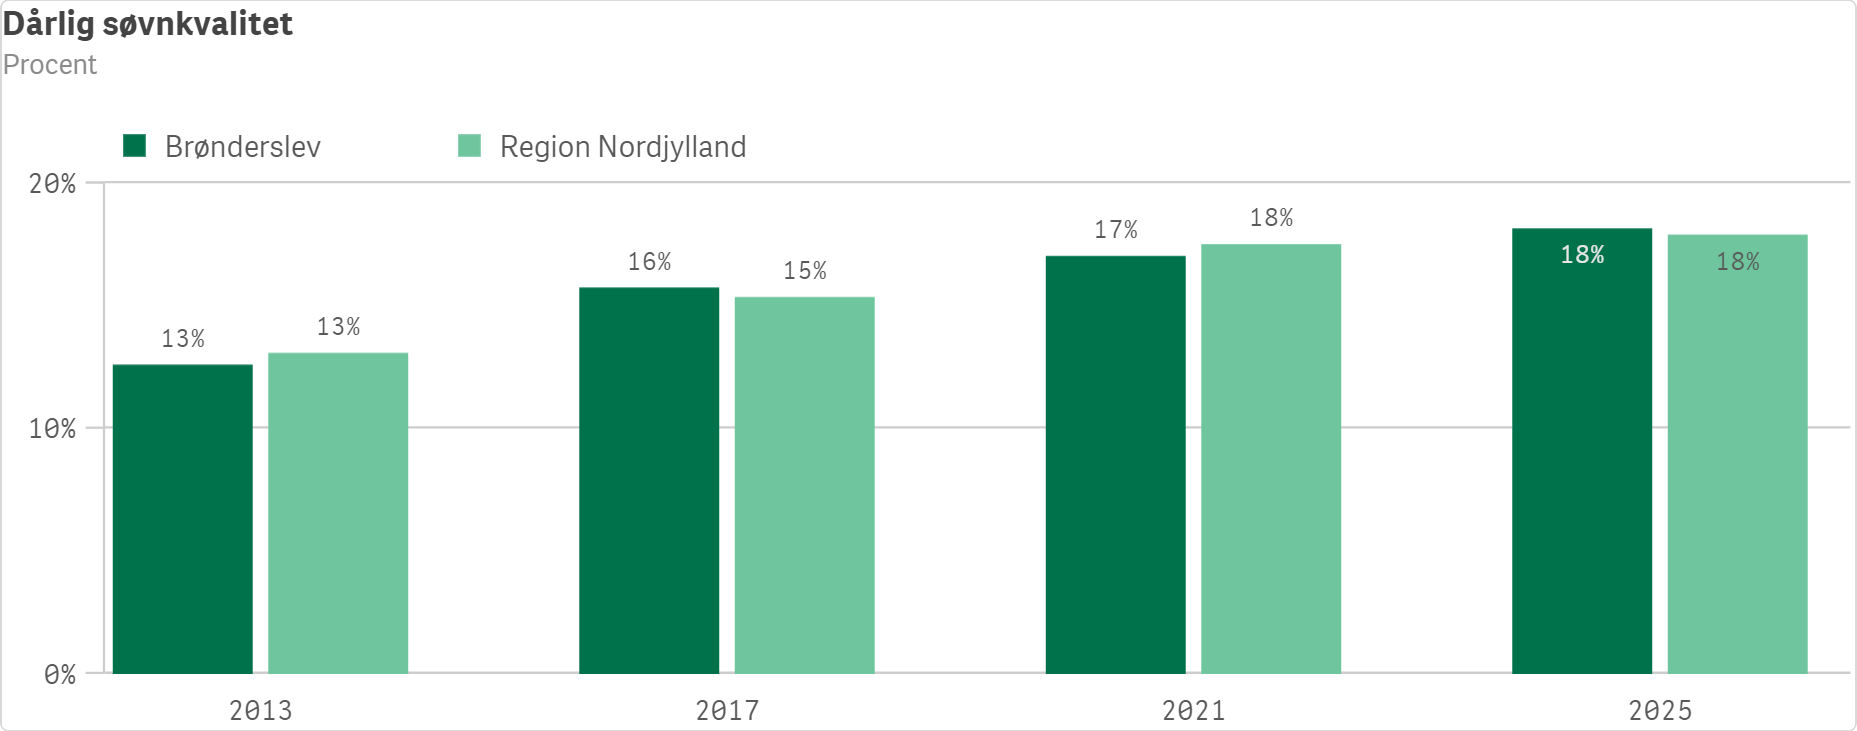 Dårlig søvnkvalitet
Procent
Brønderslev Region Nordjylland
20%
10%
0%
13% 13% 16% 15% 17% 18% 18% 18%
2013 2017 2021 2025